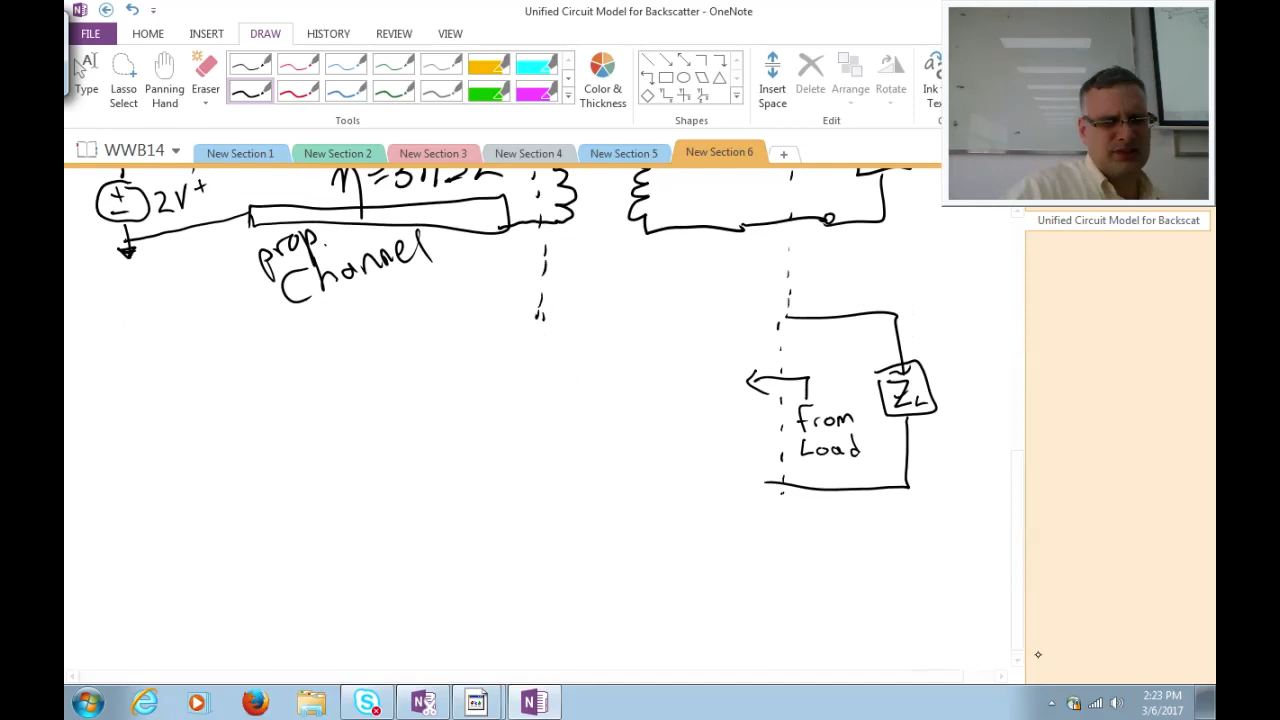 Unified Circuit Model for Backscatter - OneNote
FILE HOME INSERT DRAW HISTORY REVIEW VIEW
Type
Lasso Select
Panning Hand
Eraser
Color & Thickness
Insert Space
Delete
Arrange
Rotate
Ink to
Tools
Shapes
Edit
WWB14
New Section 1
New Section 2
New Section 3
New Section 4
New Section 5
New Section 6
Unified Circuit Model for Backscat
2V+
prop.
Channel
ZL
From
Load
2:23 PM
3/6/2017